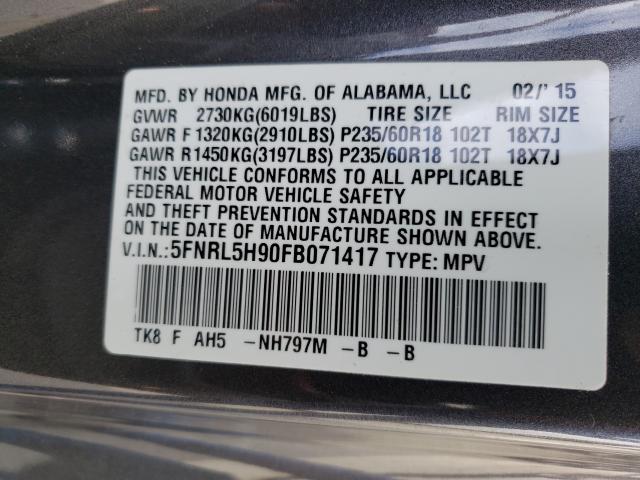 MFD. BY HONDA MFG. OF ALABAMA, LLC 02/'15
GVWR 2730KG(6019LBS) TIRE SIZE RIM SIZE
GAWR F 1320KG(2910LBS) P235/60R18 102T 18X7J
GAWR R1450KG(3197LBS) P235/60R18 102T 18X7J
THIS VEHICLE CONFORMS TO ALL APPLICABLE
FEDERAL MOTOR VEHICLE SAFETY
AND THEFT PREVENTION STANDARDS IN EFFECT
ON THE DATE OF MANUFACTURE SHOWN ABOVE.
V.I.N.:5FNRL5H90FB071417 TYPE: MPV
TK8 F AH5 -NH797M -B -B